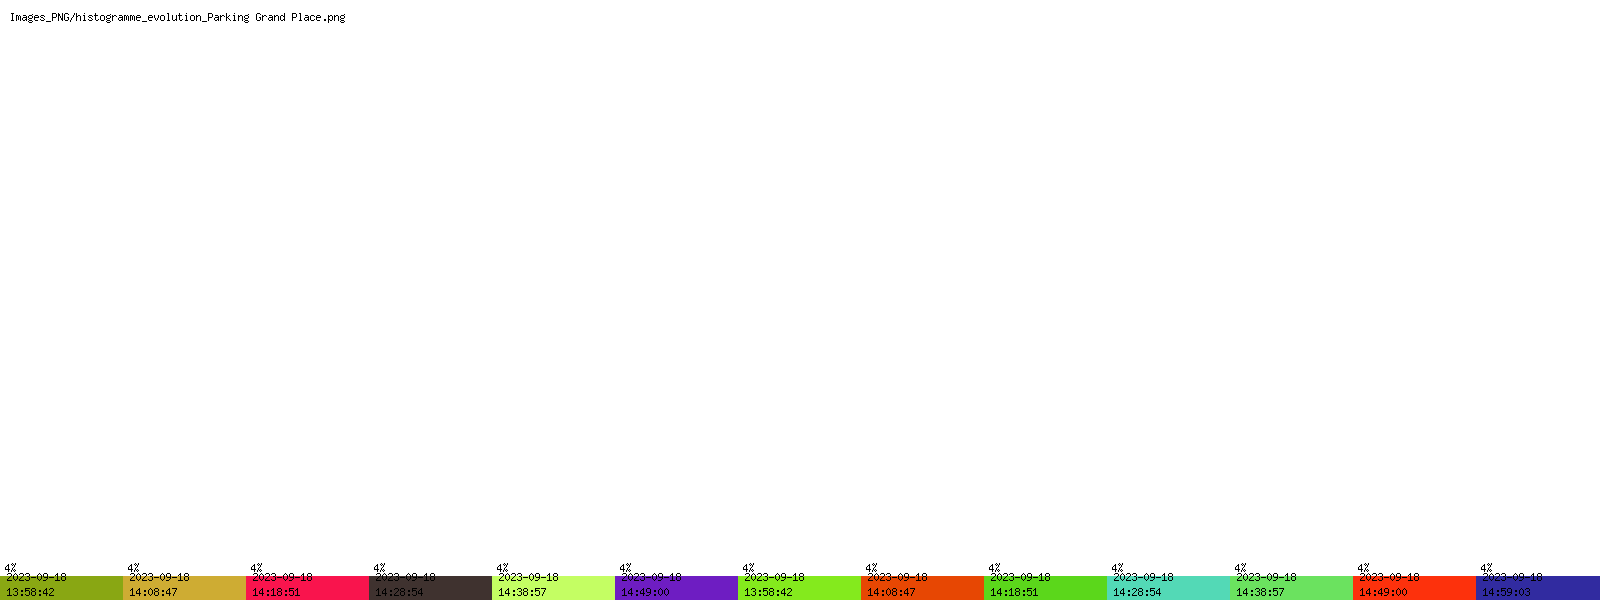 Images_PNG/histogramme_evolution_Parking Grand Place.png
4% 4% 4% 4% 4% 4% 4% 4% 4% 4% 4% 4% 4%
2023-09-18 2023-09-18 2023-09-18 2023-09-18 2023-09-18 2023-09-18 2023-09-18 2023-09-18 2023-09-18 2023-09-18 2023-09-18 2023-09-18 2023-09-18
13:58:42 14:08:47 14:18:51 14:28:54 14:38:57 14:49:00 13:58:42 14:08:47 14:18:51 14:28:54 14:38:57 14:49:00 14:59:03